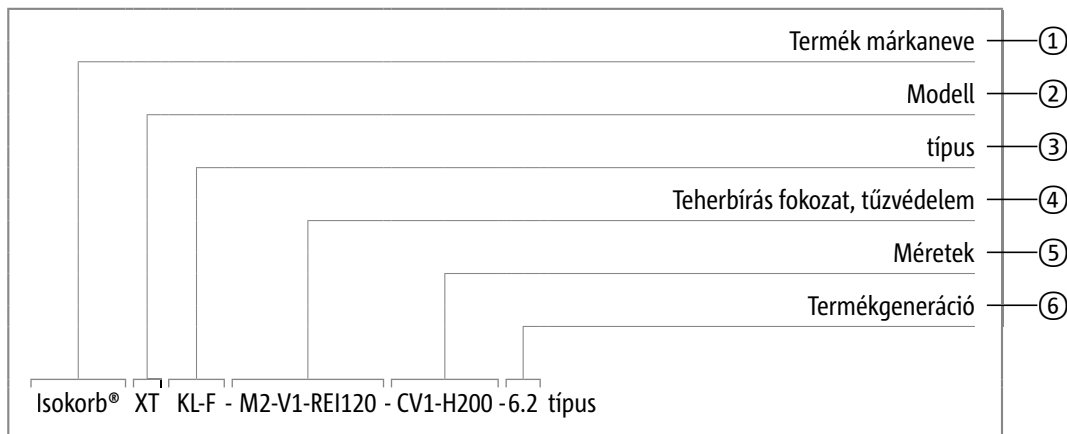 Termék márkaneve ①
Modell ②
típus ③
Teherbírás fokozat, tűzvédelem ④
Méretek ⑤
Termékgeneráció ⑥
Isokorb® XT KL-F - M2-V1-REI120 - CV1-H200 -6.2 típus